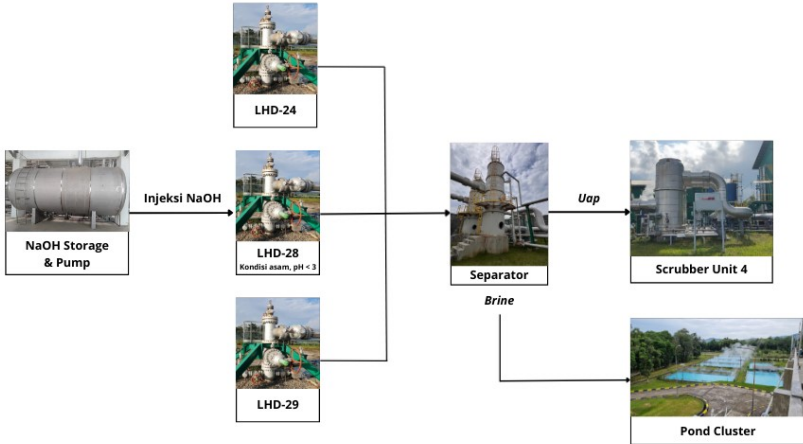 LHD-24
Injeksi NaOH
NaOH Storage
& Pump
LHD-28
Kondisi asam, pH < 3
LHD-29
Separator
Uap
Brine
Scrubber Unit 4
Pond Cluster